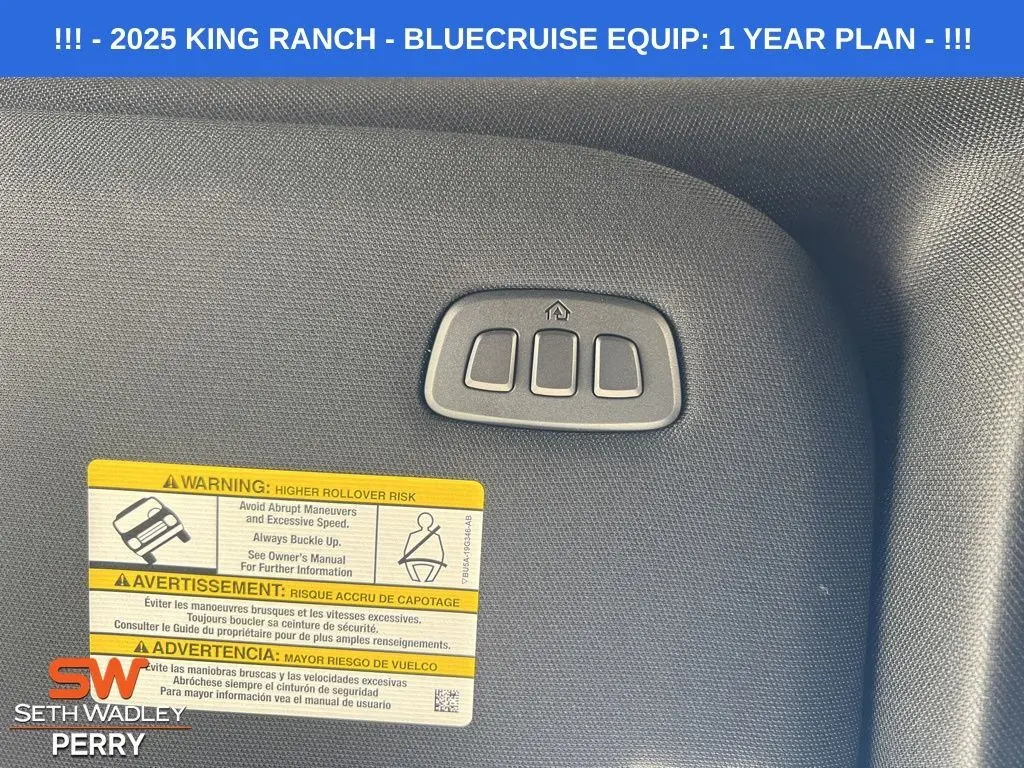 !!! - 2025 KING RANCH - BLUECRUISE EQUIP: 1 YEAR PLAN - !!!
WARNING: HIGHER ROLLOVER RISK
Avoid Abrupt Maneuvers
and Excessive Speed.
Always Buckle Up.
See Owner's Manual
For Further Information
BU5A-19G346-AB
AVERTISSEMENT: RISQUE ACCRU DE CAPOTAGE
Éviter les manoeuvres brusques et les vitesses excessives.
Toujours boucler sa ceinture de sécurité.
Consulter le Guide du propriétaire pour de plus amples renseignements.
ADVERTENCIA: MAYOR RIESGO DE VUELCO
Evite las maniobras bruscas y las velocidades excesivas
Abróchese siempre el cinturón de seguridad
Para mayor información vea el manual de usuario
SW
SETH WADLEY
PERRY